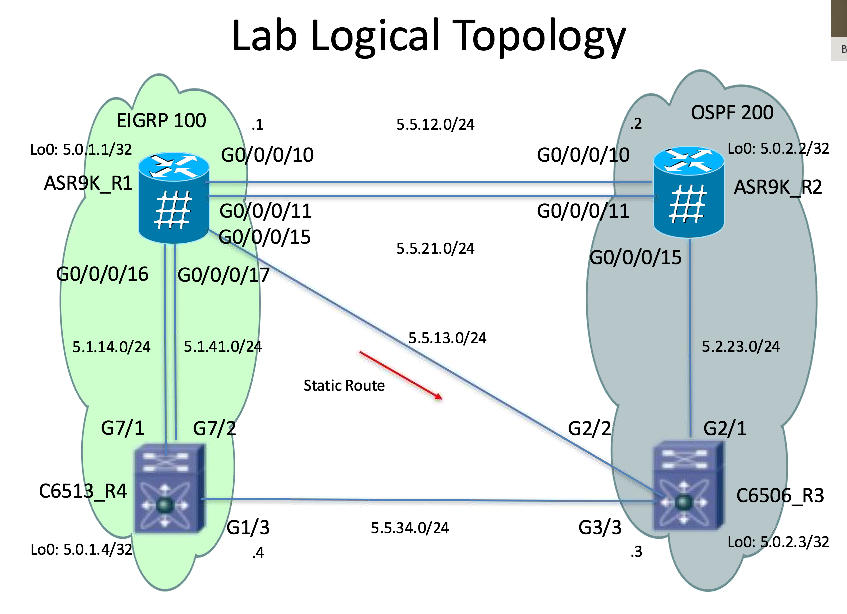 Lab Logical Topology
B
EIGRP 100
.1
5.5.12.0/24
.2
OSPF 200
Lo0: 5.0.1.1/32
G0/0/0/10
G0/0/0/10
Lo0: 5.0.2.2/32
ASR9K_R1
ASR9K_R2
G0/0/0/11
G0/0/0/11
G0/0/0/15
5.5.21.0/24
G0/0/0/15
G0/0/0/16
G0/0/0/17
5.5.13.0/24
5.1.14.0/24
5.1.41.0/24
5.2.23.0/24
Static Route
G7/1
G7/2
G2/2
G2/1
C6513_R4
C6506_R3
G1/3
5.5.34.0/24
G3/3
Lo0: 5.0.1.4/32
.4
.3
Lo0: 5.0.2.3/32